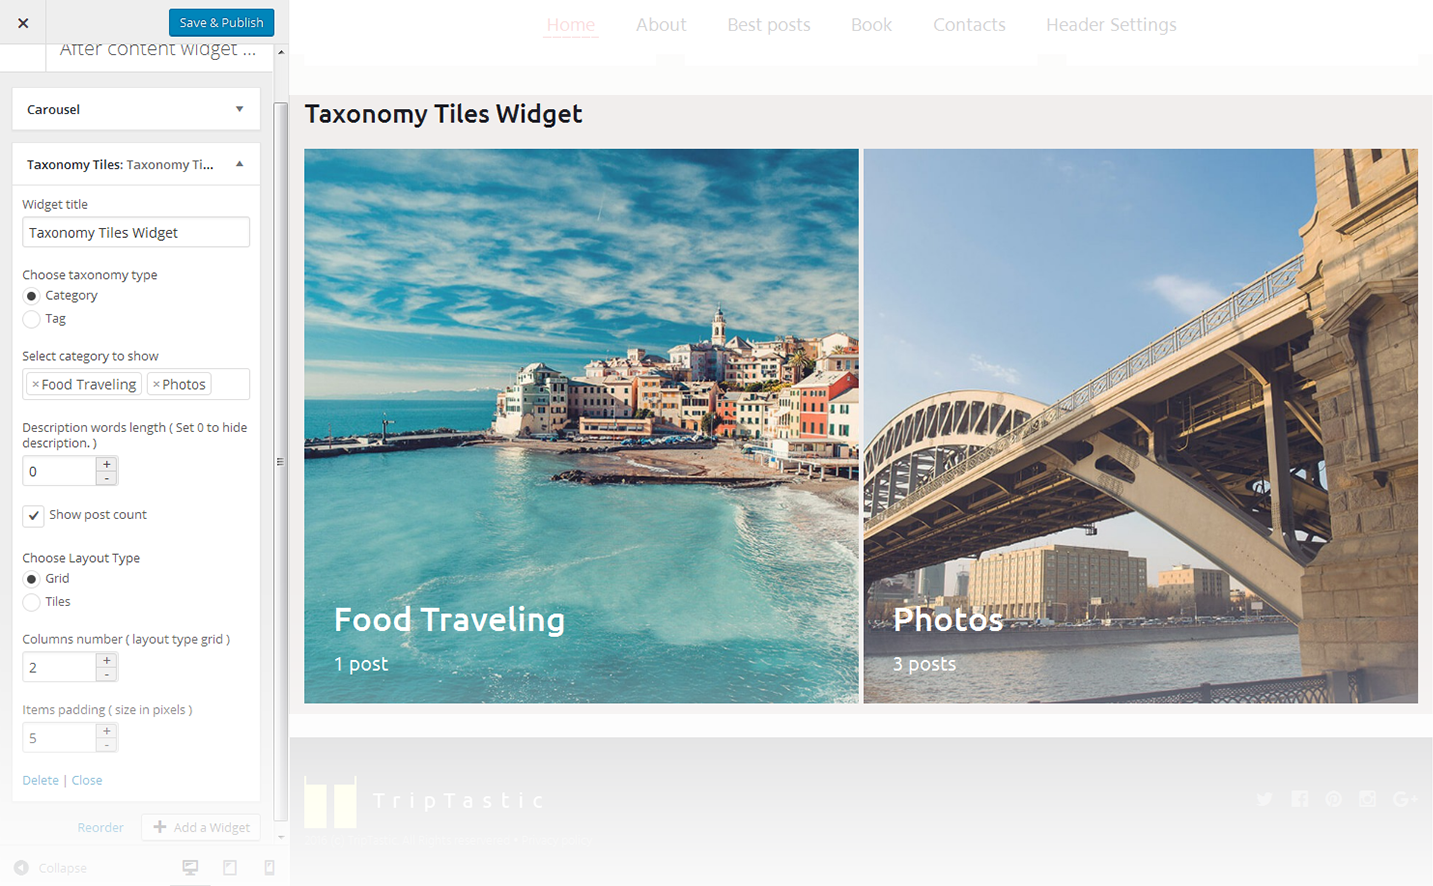 Save & Publish
After content widget ...
Carousel
Taxonomy Tiles: Taxonomy Ti...
Widget title
Taxonomy Tiles Widget
Choose taxonomy type
Category
Tag
Select category to show
×Food Traveling ×Photos
Description words length ( Set 0 to hide
description. )
0
+
-
Show post count
Choose Layout Type
Grid
Tiles
Columns number ( layout type grid )
2
+
-
Items padding ( size in pixels )
5
+
-
Delete | Close
Reorder
Add a Widget
Collapse
Home About Best posts Book Contacts Header Settings
Taxonomy Tiles Widget
Food Traveling
1 post
Photos
3 posts
TripTastic